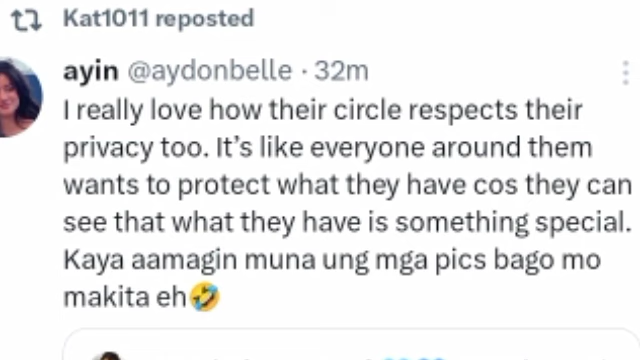 Kat1011 reposted
ayin @aydonbelle · 32m
I really love how their circle respects their
privacy too. It’s like everyone around them
wants to protect what they have cos they can
see that what they have is something special.
Kaya aamagin muna ung mga pics bago mo
makita eh🤣